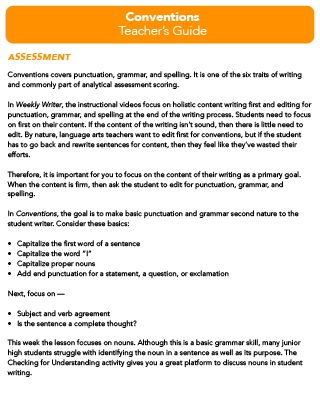 Conventions
Teacher's Guide
ASSESSMENT
Conventions covers punctuation, grammar, and spelling. It is one of the six traits of writing
and commonly part of analytical assessment scoring.
In Weekly Writer, the instructional videos focus on holistic content writing first and editing for
punctuation, grammar, and spelling at the end of the writing process. Students need to focus
on first on their content. If the content of the writing isn't sound, then there is little need to
edit. By nature, language arts teachers want to edit first for conventions, but if the student
has to go back and rewrite sentences for content, then they feel like they've wasted their
efforts.
Therefore, it is important for you to focus on the content of their writing as a primary goal.
When the content is firm, then ask the student to edit for punctuation, grammar, and
spelling.
In Conventions, the goal is to make basic punctuation and grammar second nature to the
student writer. Consider these basics:
• Capitalize the first word of a sentence
• Capitalize the word "I"
• Capitalize proper nouns
• Add end punctuation for a statement, a question, or exclamation
Next, focus on —
• Subject and verb agreement
• Is the sentence a complete thought?
This week the lesson focuses on nouns. Although this is a basic grammar skill, many junior
high students struggle with identifying the noun in a sentence as well as its purpose. The
Checking for Understanding activity gives you a great platform to discuss nouns in student
writing.